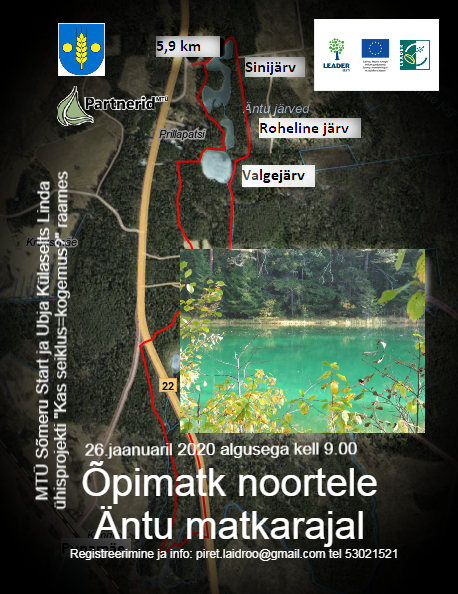 5,9 km
Sinijärv
Äntu järved
Roheline järv
Valgejärv
Prillapatsi
Partnerid MTÜ
LEADER
LEADER
22
MTÜ Sõmeru Start ja Ubja Külaselts Linda
ühisprojekti "Kas seiklus=kogemus?" raames
26.jaanuaril 2020 algusega kell 9.00
Õpimatk noortele
Äntu matkarajal
Registreerimine ja info: piret.laidroo@gmail.com tel 53021521